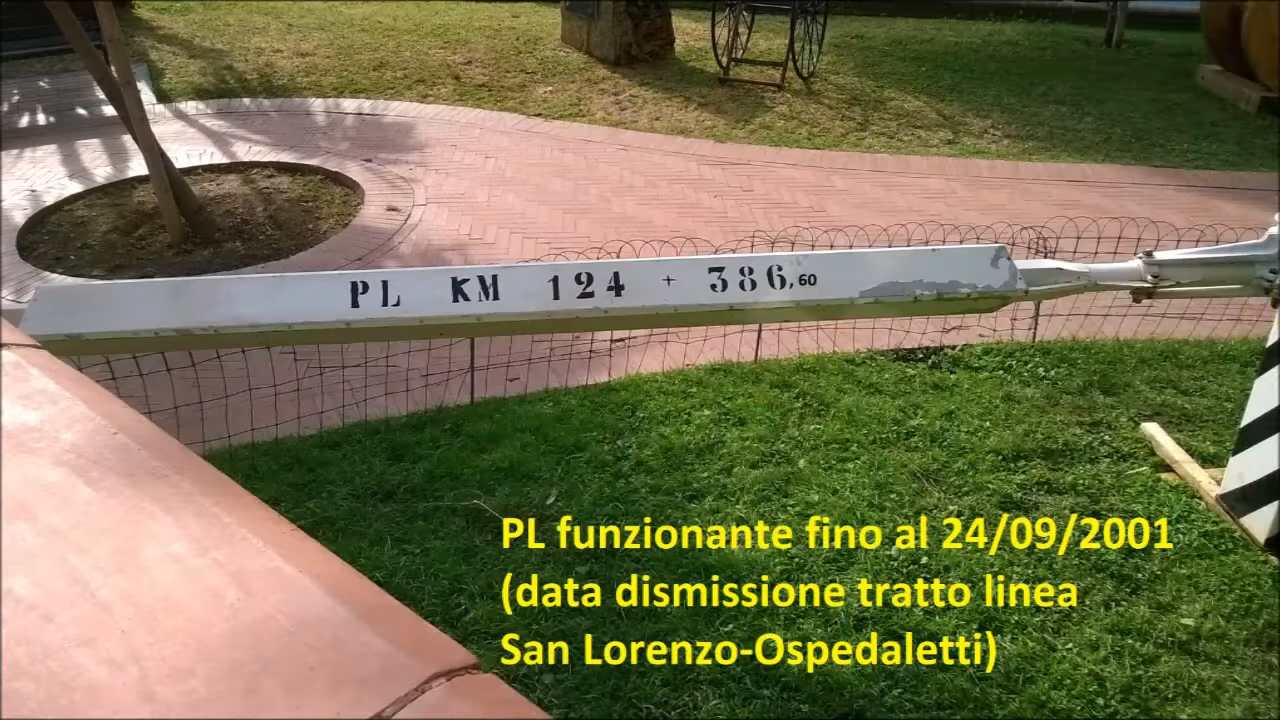 PL KM 124 + 386,60
PL funzionante fino al 24/09/2001
(data dismissione tratto linea
San Lorenzo-Ospedaletti)